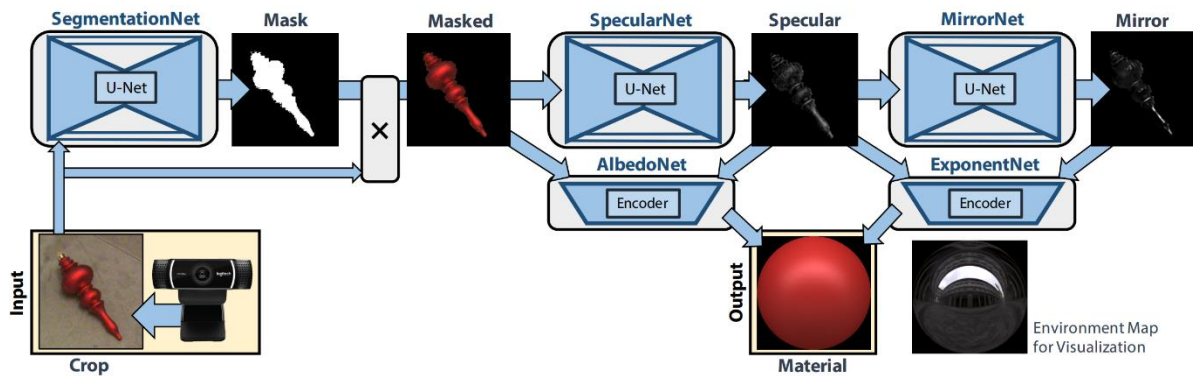 SegmentationNet
Mask
Masked
SpecularNet
Specular
MirrorNet
Mirror
U-Net
U-Net
U-Net
×
AlbedoNet
ExponentNet
Encoder
Encoder
Input
logitech
Output
Crop
Material
Environment Map
for Visualization